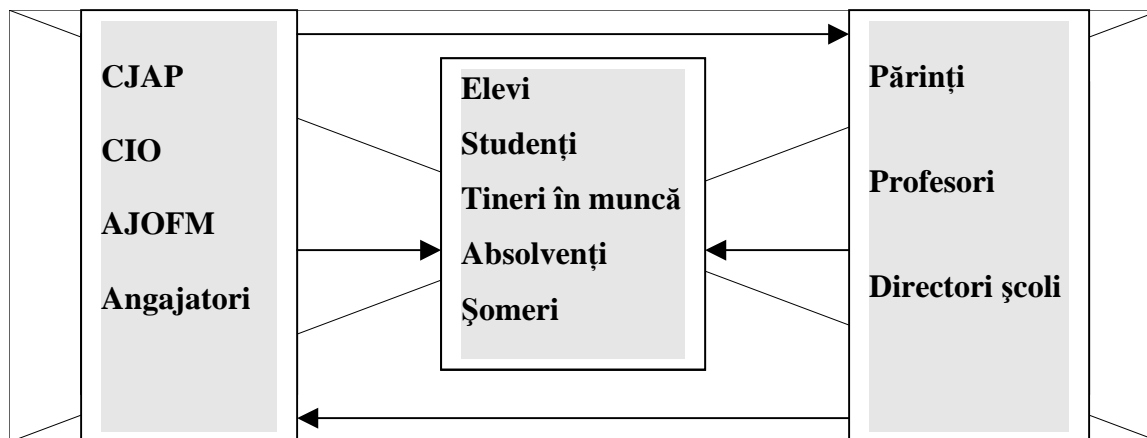 CJAP
CIO
AJOFM
Angajatori
Elevi
Studenți
Tineri în muncă
Absolvenți
Şomeri
Părinți
Profesori
Directori şcoli